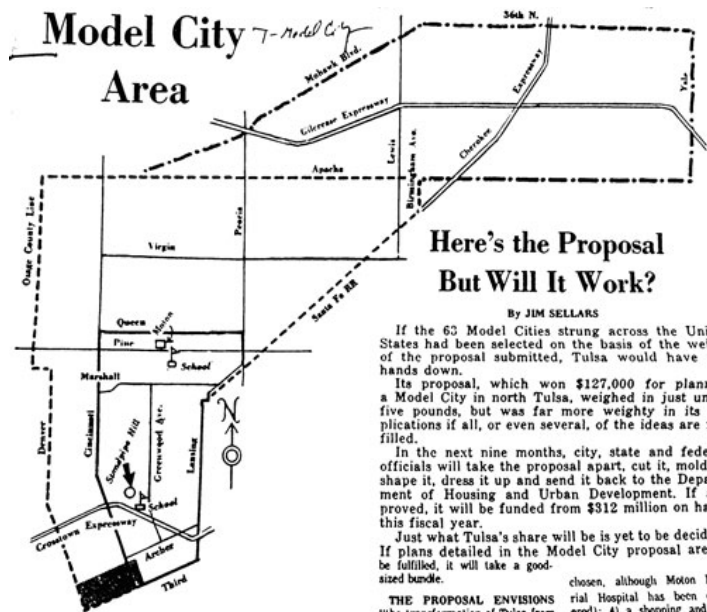 Model City
T-Model City
Area
36th N.
Mohawk Blvd.
Expressway
Yale
Gilcrease Expressway
Lewis
Cherokee
Birmingham Ave.
Apache
Osage County Line
Peoria
Virgin
Santa Fe RR
Queen
Moton
Pine
School
Marshall
Denver
Cincinnati
Greenwood Ave.
Lansing
N
Standpipe Hill
School
Crosstown Expressway
Archer
Third
Here's the Proposal
But Will It Work?
By JIM SELLARS
If the 63 Model Cities strung across the Uni
States had been selected on the basis of the we
of the proposal submitted, Tulsa would have
hands down.
Its proposal, which won $127,000 for plann
a Model City in north Tulsa, weighed in just un
five pounds, but was far more weighty in its
plications if all, or even several, of the ideas are
filled.
In the next nine months, city, state and fede
officials will take the proposal apart, cut it, mold
shape it, dress it up and send it back to the Depa
ment of Housing and Urban Development. If
proved, it will be funded from $312 million on ha
this fiscal year.
Just what Tulsa's share will be is yet to be decid
If plans detailed in the Model City proposal are
be fulfilled, it will take a good-
sized bundle.
THE PROPOSAL ENVISIONS
chosen, although Moton
rial Hospital has been
A) a shopping and